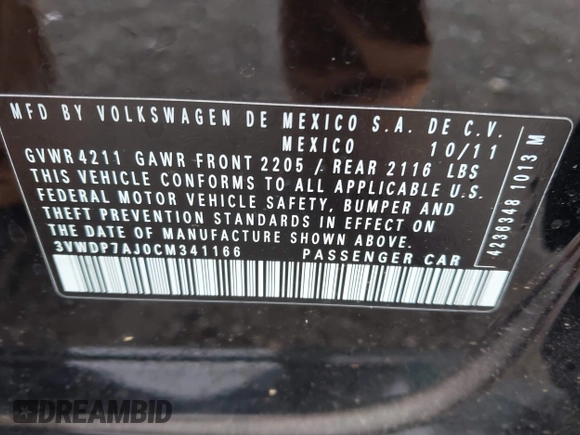 MFD BY VOLKSWAGEN DE MEXICO S.A. DE C.V.
MEXICO 10/11
GVWR 4211 GAWR FRONT 2205 / REAR 2116 LBS
THIS VEHICLE CONFORMS TO ALL APPLICABLE U.S.
FEDERAL MOTOR VEHICLE SAFETY, BUMPER AND
THEFT PREVENTION STANDARDS IN EFFECT ON
THE DATE OF MANUFACTURE SHOWN ABOVE.
3VWDP7AJ0CM341166 PASSENGER CAR
4236348 1013 M
DREAMBID